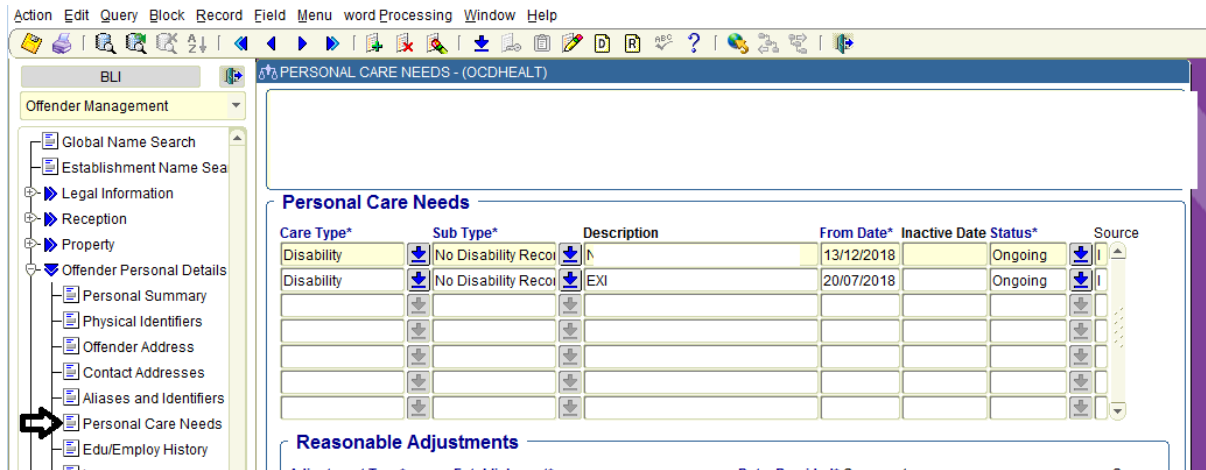 Action Edit Query Block Record Field Menu word Processing Window Help
BLI
PERSONAL CARE NEEDS - (OCDHEALT)
Offender Management
Global Name Search
Establishment Name Sea
Legal Information
Reception
Property
Offender Personal Details
Personal Summary
Physical Identifiers
Offender Address
Contact Addresses
Aliases and Identifiers
Personal Care Needs
Edu/Employ History
Personal Care Needs
Care Type* Sub Type* Description From Date* Inactive Date Status* Source
Disability No Disability Recor N 13/12/2018 Ongoing I
Disability No Disability Recor EXI 20/07/2018 Ongoing I
Reasonable Adjustments